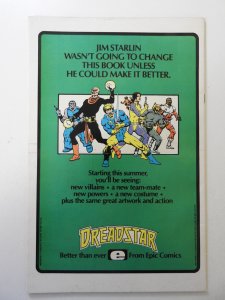 JIM STARLIN
WASN'T GOING TO CHANGE
THIS BOOK UNLESS
HE COULD MAKE IT BETTER.
Starting this summer,
you'll be seeing:
new villains • a new team-mate •
new powers • a new costume •
plus the same great artwork and action
DREADSTAR
Better than ever e From Epic Comics